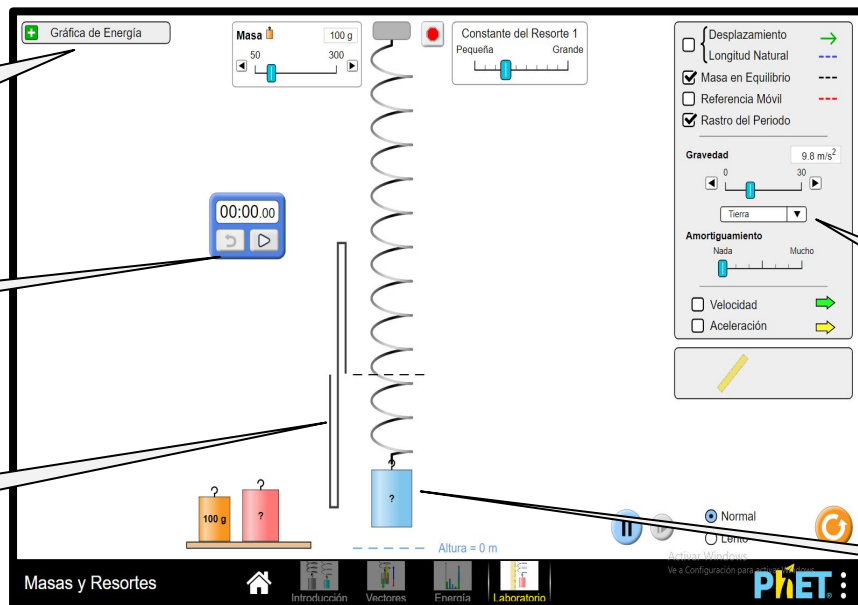 Gráfica de Energía
Masa 100 g
50 300
Constante del Resorte 1
Pequeña Grande
Desplazamiento
Longitud Natural
Masa en Equilibrio
Referencia Móvil
Rastro del Periodo
Gravedad 9.8 m/s²
0 30
Tierra
Amortiguamiento
Nada Mucho
Velocidad
Aceleración
00:00.00
100 g
?
?
Altura = 0 m
Normal
Lento
Activar Windows
Ve a Configuración para activar Windows.
Masas y Resortes
Introducción
Vectores
Energía
Laboratorio
PhET